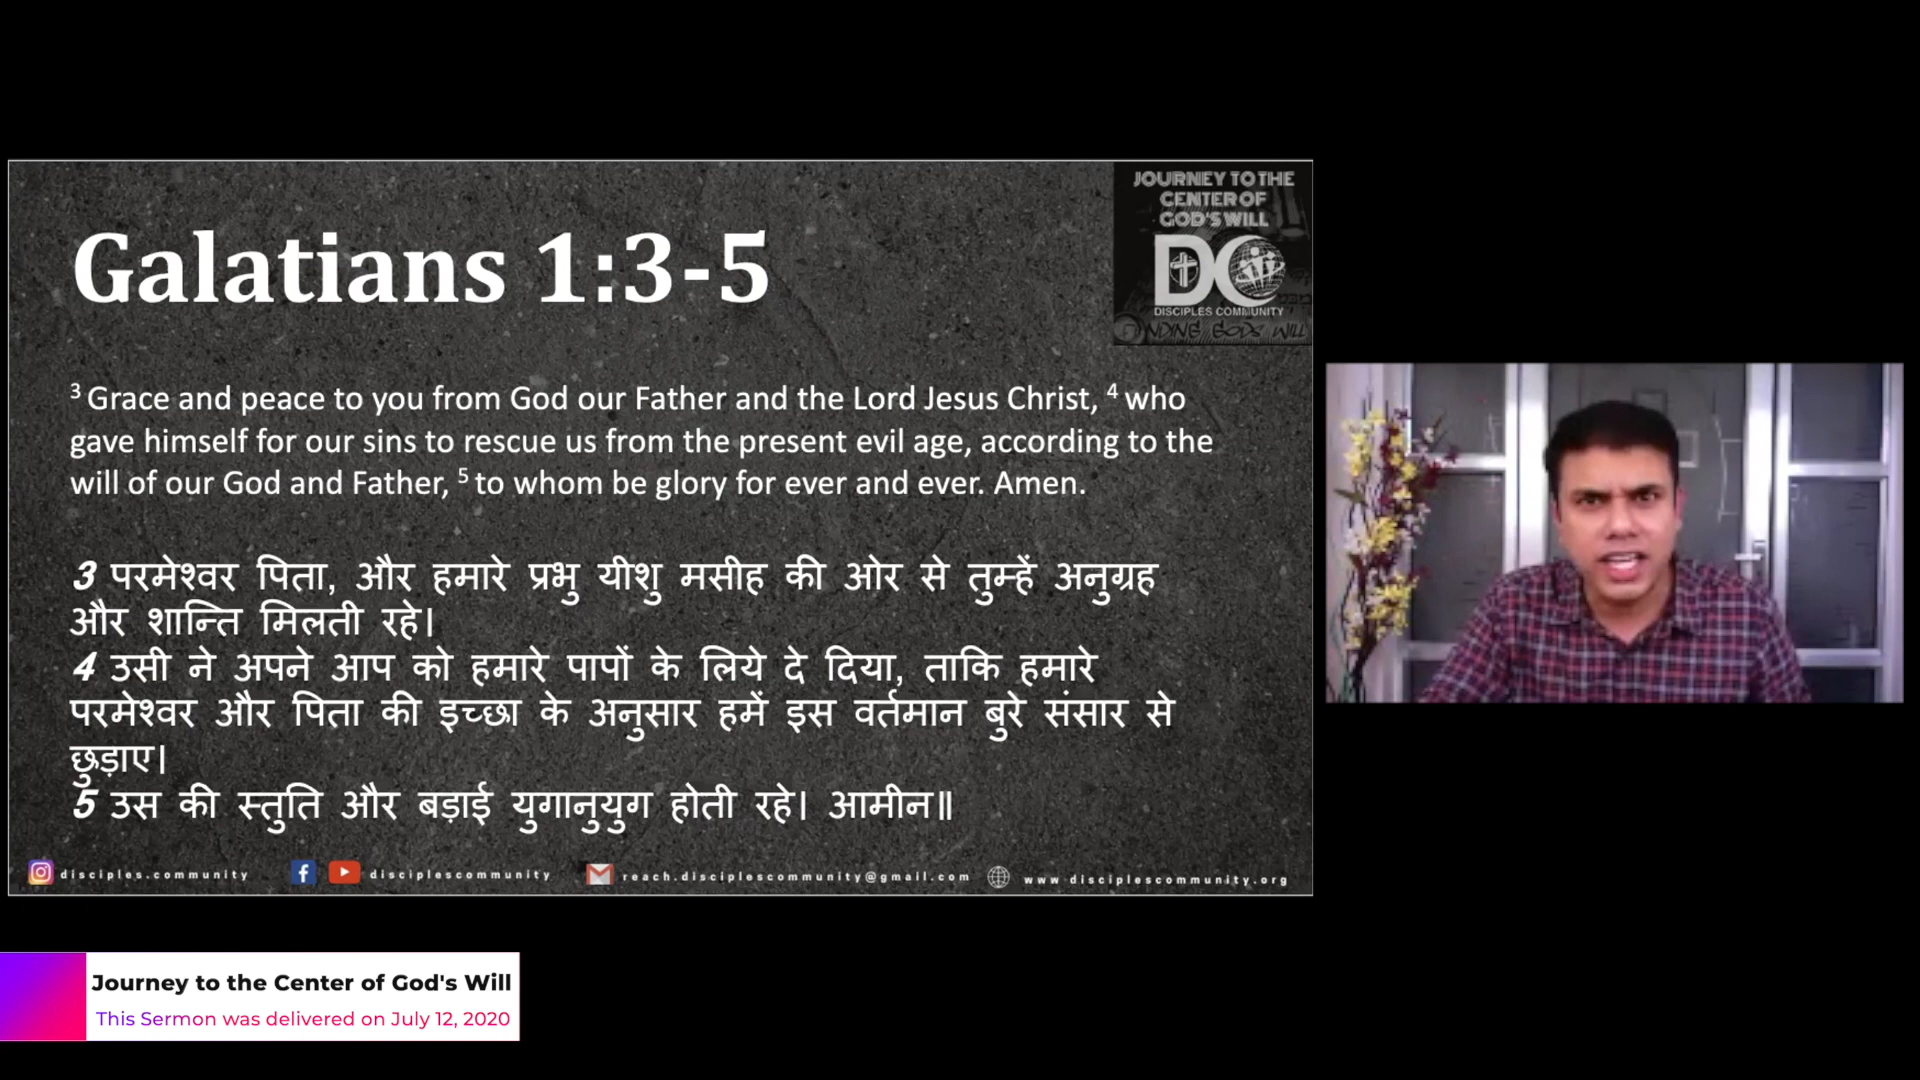 JOURNEY TO THE
CENTER OF
GOD'S WILL
DC
DISCIPLES COMMUNITY
Galatians 1:3-5
3 Grace and peace to you from God our Father and the Lord Jesus Christ, 4 who
gave himself for our sins to rescue us from the present evil age, according to the
will of our God and Father, 5 to whom be glory for ever and ever. Amen.
3 परमेश्वर पिता, और हमारे प्रभु यीशु मसीह की ओर से तुम्हें अनुग्रह
और शान्ति मिलती रहे।
4 उसी ने अपने आप को हमारे पापों के लिये दे दिया, ताकि हमारे
परमेश्वर और पिता की इच्छा के अनुसार हमें इस वर्तमान बुरे संसार से
छुड़ाए।
5 उस की स्तुति और बड़ाई युगानुयुग होती रहे। आमीन॥
disciples.community disciplescommunity reach.disciplescommunity@gmail.com www.disciplescommunity.org
Journey to the Center of God's Will
This Sermon was delivered on July 12, 2020